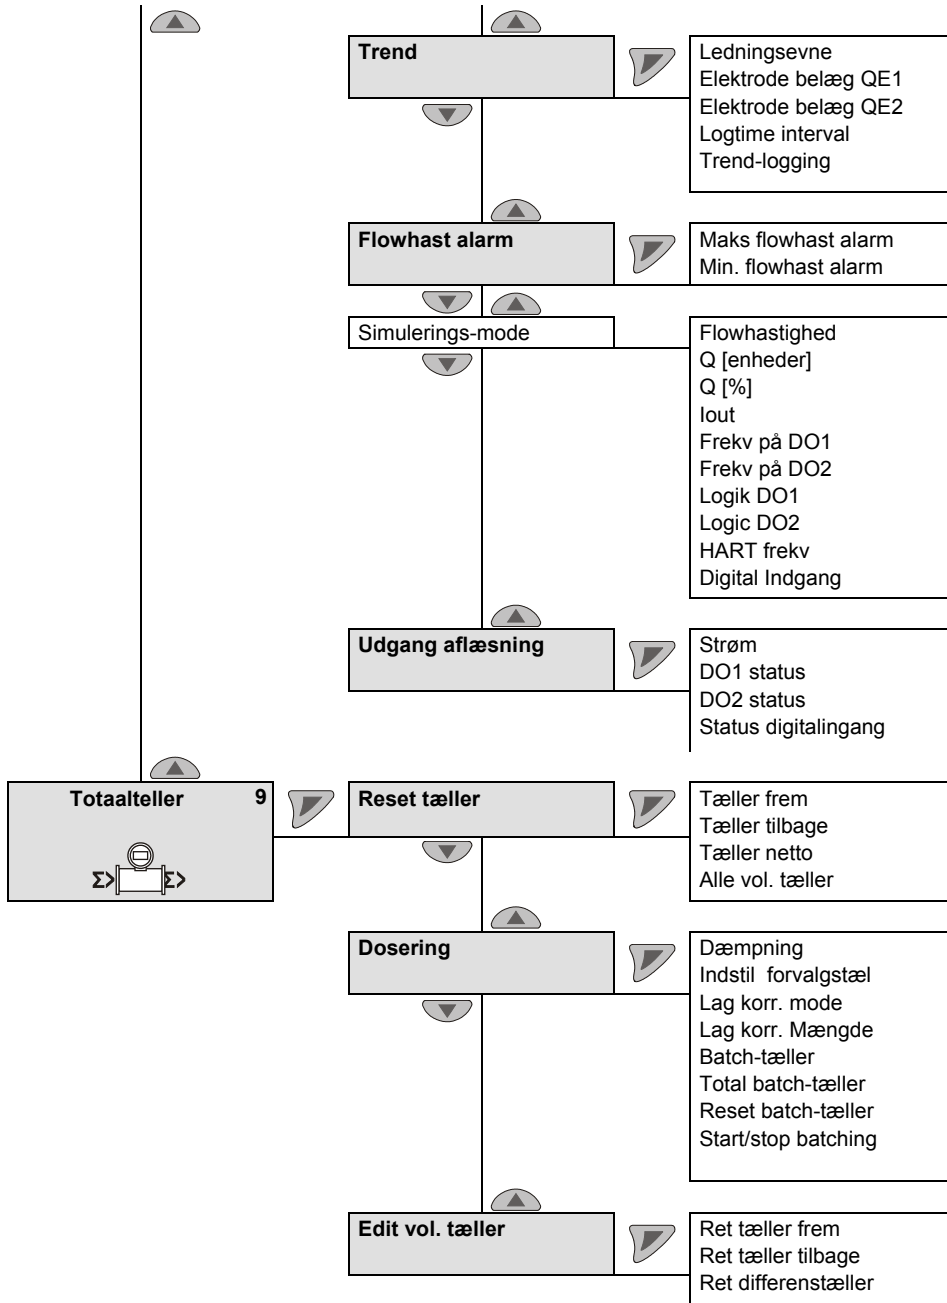 Trend
Ledningsevne
Elektrode belæg QE1
Elektrode belæg QE2
Logtime interval
Trend-logging
Flowhast alarm
Maks flowhast alarm
Min. flowhast alarm
Simulerings-mode
Flowhastighed
Q [enheder]
Q [%]
Iout
Frekv på DO1
Frekv på DO2
Logik DO1
Logic DO2
HART frekv
Digital Indgang
Udgang aflæsning
Strøm
DO1 status
DO2 status
Status digitalingang
Totaalteller 9
Σ> Σ>
Reset tæller
Tæller frem
Tæller tilbage
Tæller netto
Alle vol. tæller
Dosering
Dæmpning
Indstil forvalgstæl
Lag korr. mode
Lag korr. Mængde
Batch-tæller
Total batch-tæller
Reset batch-tæller
Start/stop batching
Edit vol. tæller
Ret tæller frem
Ret tæller tilbage
Ret differenstæller